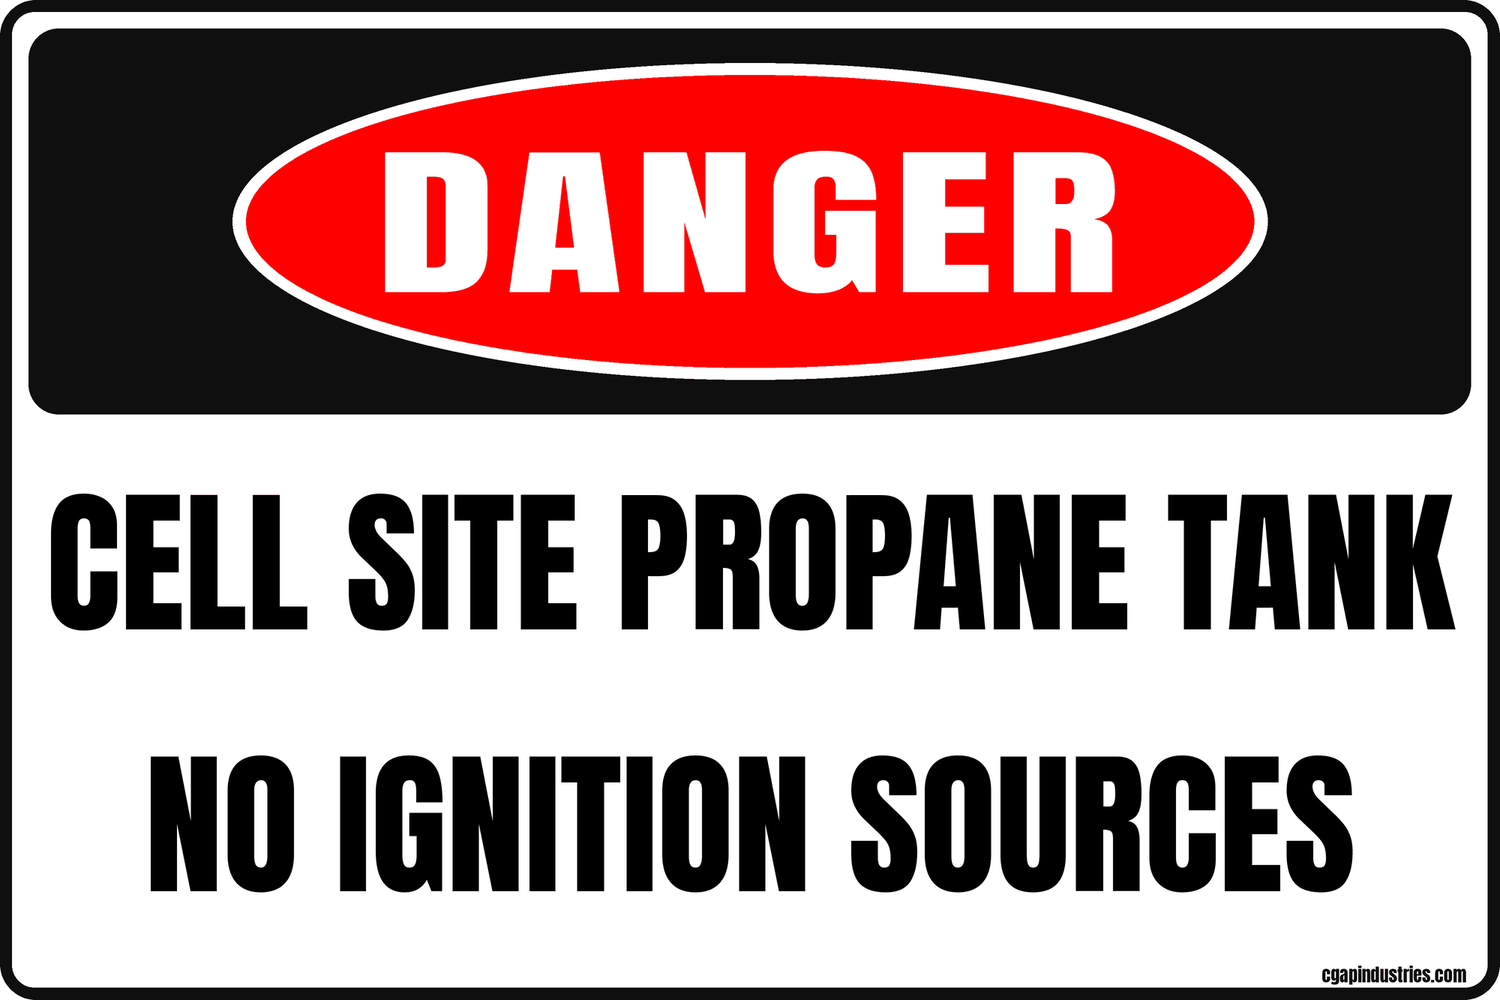 DANGER
CELL SITE PROPANE TANK
NO IGNITION SOURCES
cgapindustries.com